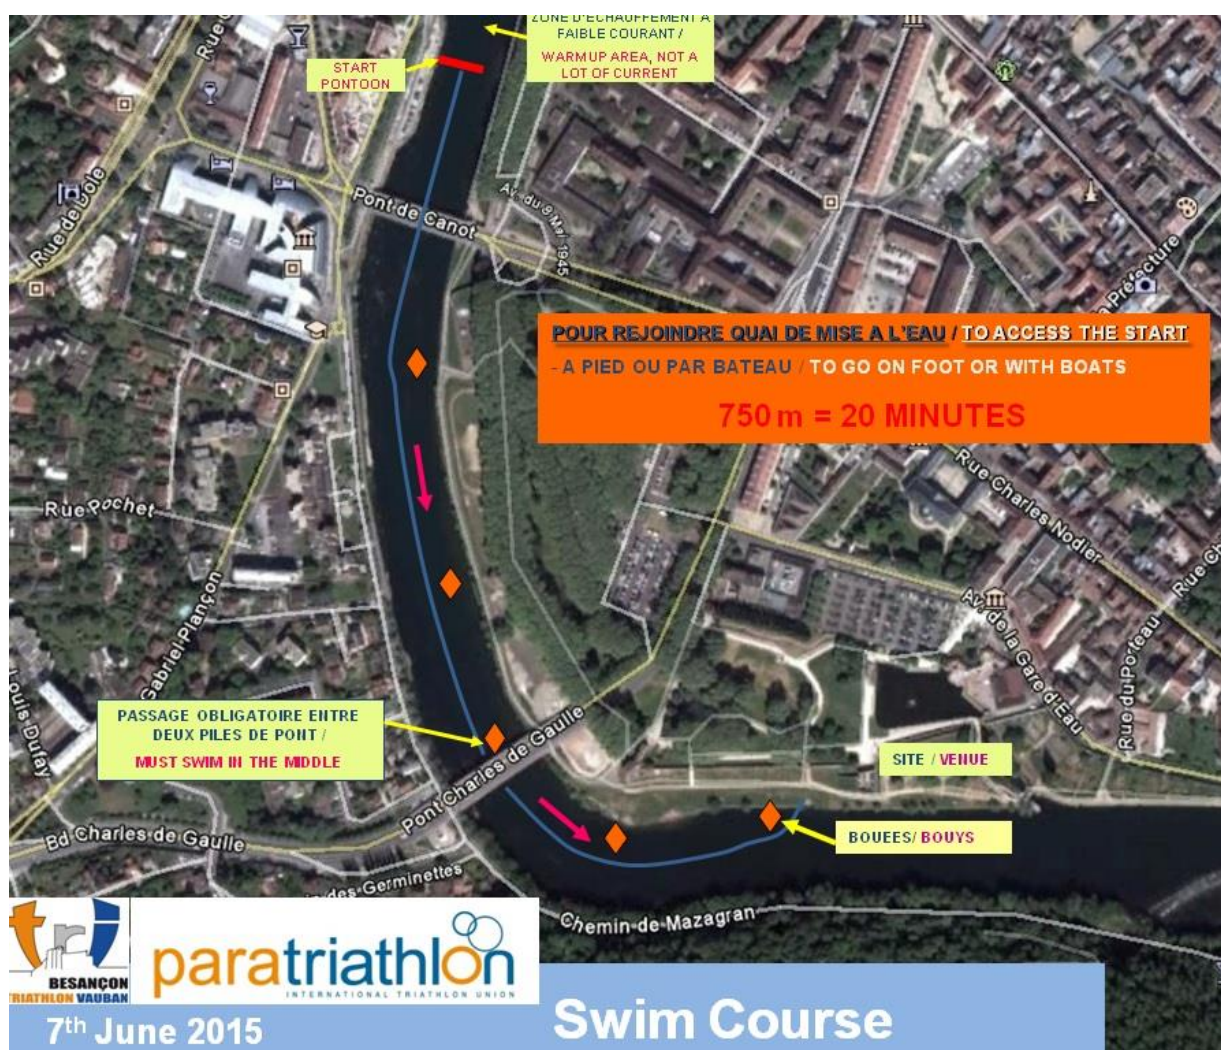 ZONE D'ECHAUFFEMENT A
FAIBLE COURANT /
WARMUP AREA, NOT A
LOT OF CURRENT
START
PONTOON
Rue de Dole
Pont de Canot
Av. du 8 Mai 1945
Préfecture
POUR REJOINDRE QUAI DE MISE A L'EAU / TO ACCESS THE START
- A PIED OU PAR BATEAU / TO GO ON FOOT OR WITH BOATS
750 m = 20 MINUTES
Rue Charles Nodier
Rue Pochet
Gabriel Plançon
Av. de la Gare d'Eau
Rue du Porteau
Rue Ch
Louis Dufay
PASSAGE OBLIGATOIRE ENTRE
DEUX PILES DE PONT /
MUST SWIM IN THE MIDDLE
Pont Charles de Gaulle
SITE / VENUE
BOUEES/ BOUYS
Bd Charles de Gaulle
des Germinettes
Chemin de Mazagran
tri
BESANÇON
TRIATHLON VAUBAN
paratriathlon
INTERNATIONAL TRIATHLON UNION
7th June 2015
Swim Course